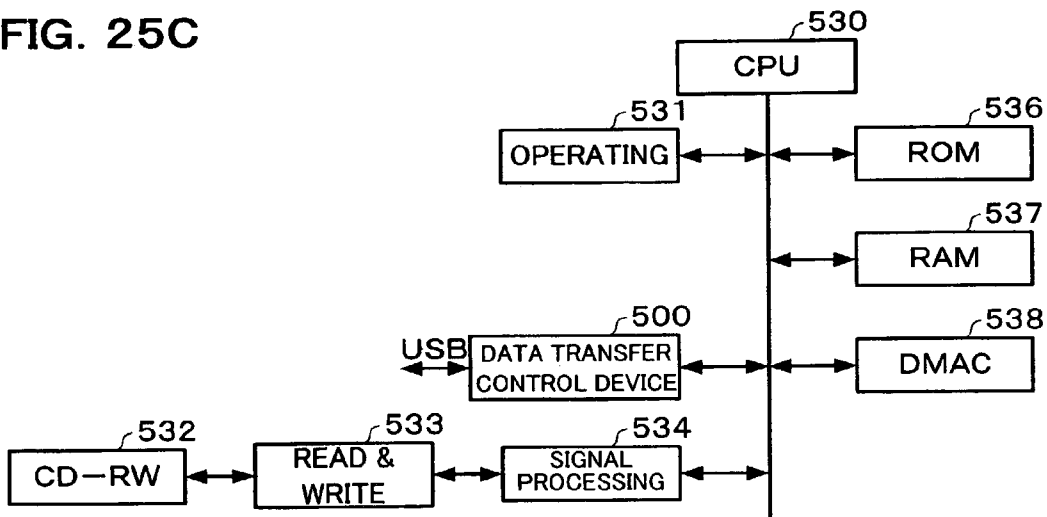 FIG. 25C
530
CPU
531
OPERATING
536
ROM
537
RAM
500
USB
DATA TRANSFER
CONTROL DEVICE
538
DMAC
532
CD-RW
533
READ &
WRITE
534
SIGNAL
PROCESSING